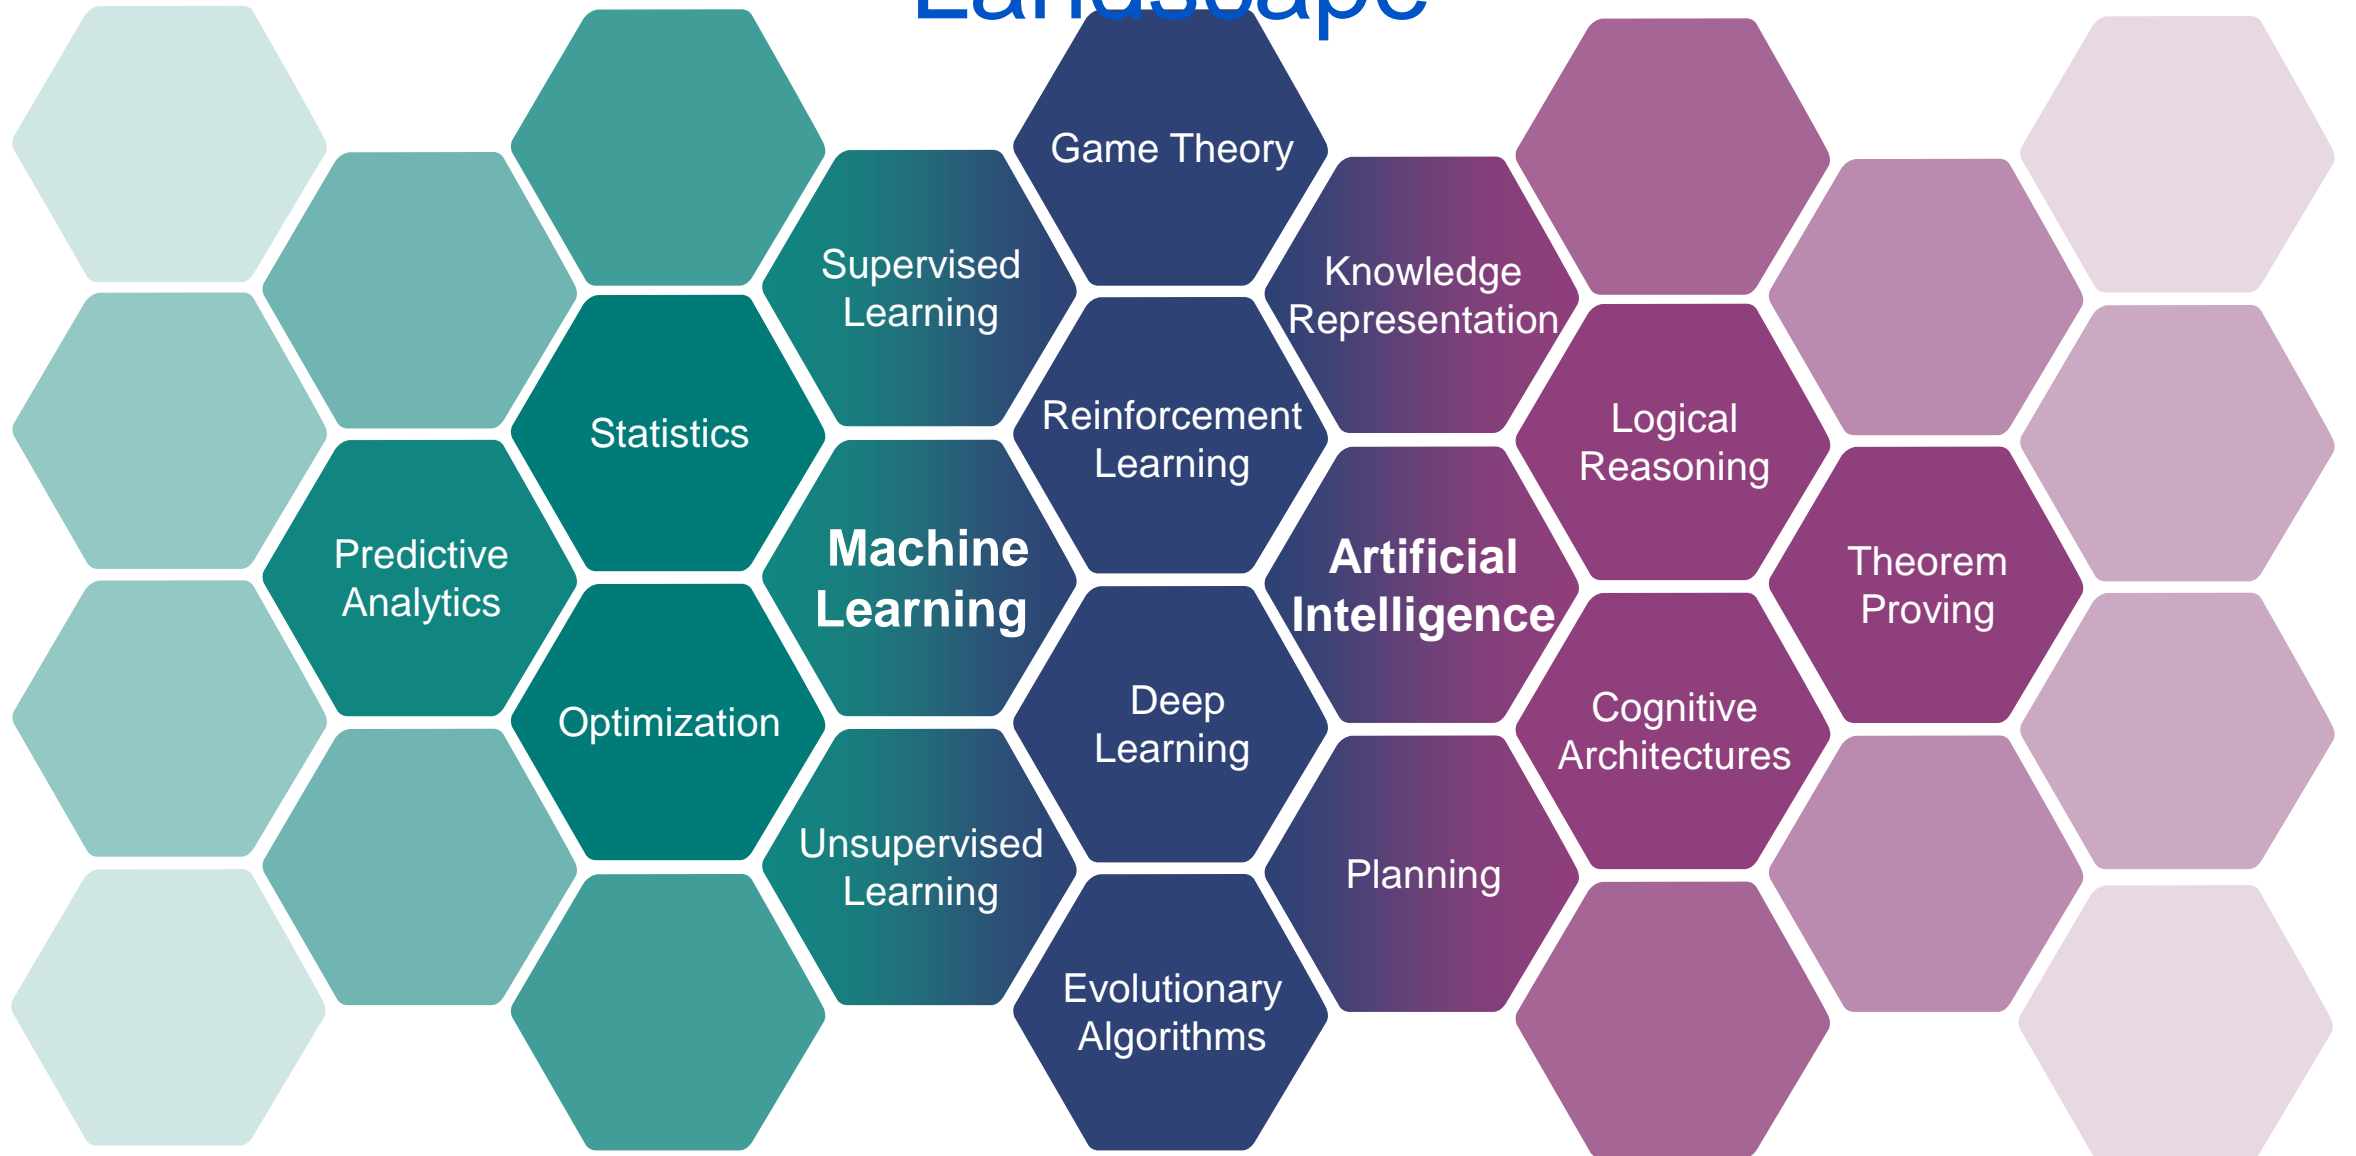 Landscape
Game Theory
Supervised
Learning
Knowledge
Representation
Statistics
Reinforcement
Learning
Logical
Reasoning
Predictive
Analytics
Machine
Learning
Artificial
Intelligence
Theorem
Proving
Optimization
Deep
Learning
Cognitive
Architectures
Unsupervised
Learning
Planning
Evolutionary
Algorithms